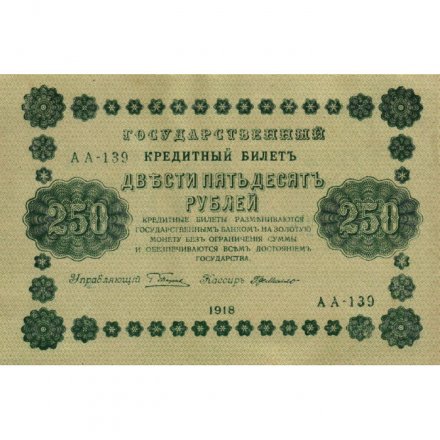 ГОСУДАРСТВЕННЫЙ
АА-139 КРЕДИТНЫЙ БИЛЕТЪ
ДВѢСТИ ПЯТЬДЕСЯТЪ
РУБЛЕЙ
250 250
КРЕДИТНЫЕ БИЛЕТЫ РАЗМѢНИВАЮТСЯ
ГОСУДАРСТВЕННЫМЪ БАНКОМЪ НА ЗОЛОТУЮ
МОНЕТУ БЕЗЪ ОГРАНИЧЕНІЯ СУММЫ
И ОБЕЗПЕЧИВАЮТСЯ ВСѢМЪ ДОСТОЯНІЕМЪ
ГОСУДАРСТВА.
Управляющій Кассиръ
АА-139
1918